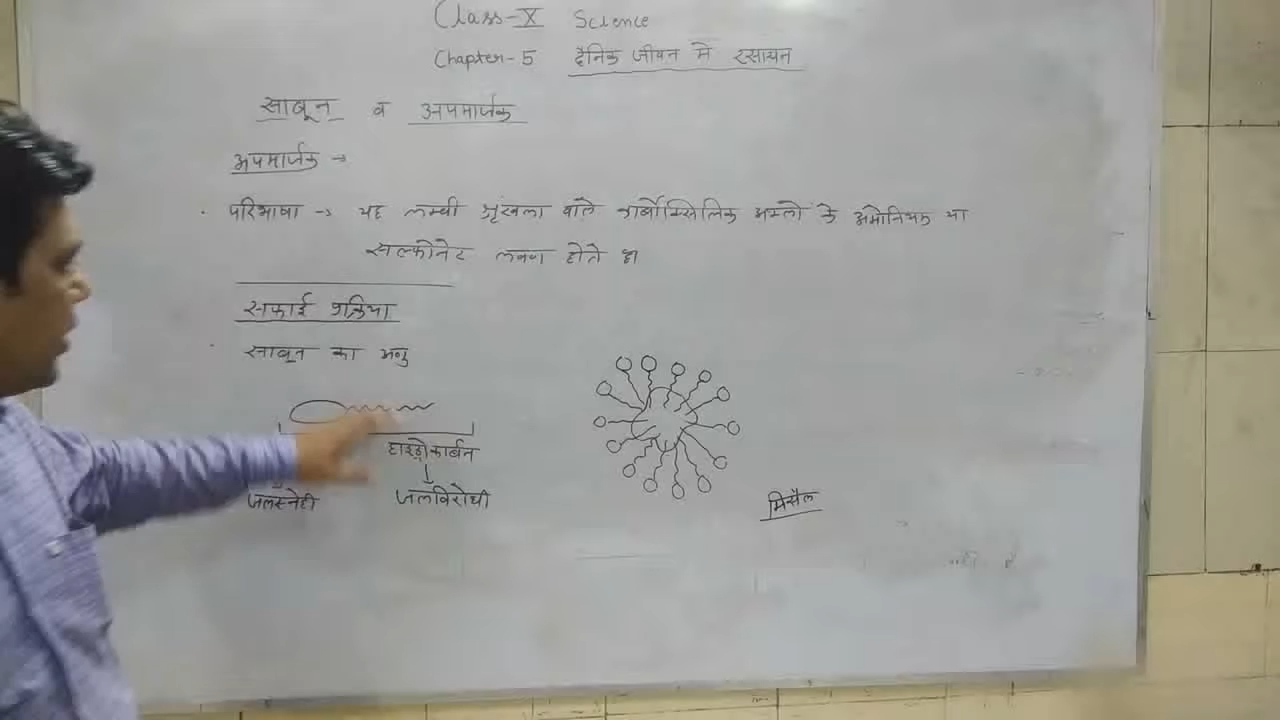 Class-X Science
Chapter-5 दैनिक जीवन मे रसायन
साबून व अपमार्जक
अपमार्जक →
परिभाषा → यह लम्बी श्रृंखला वाले कार्बोक्सिलिक अम्लो के अमोनियम या
सल्फोनेट लवण होते है।
सफाई प्रक्रिया
साबून का अणु
हाइड्रोकार्बन
जलस्नेही जलविरोधी
मिसैल